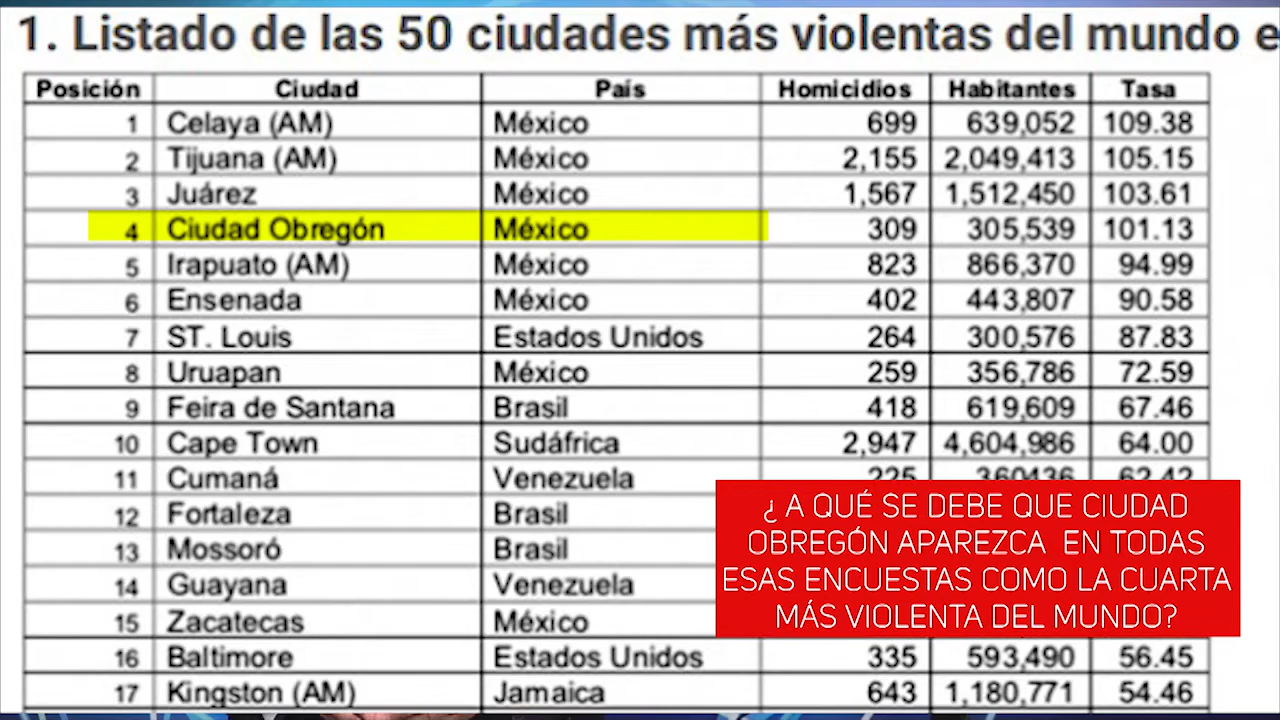 1. Listado de las 50 ciudades más violentas del mundo e
Posición Ciudad País Homicidios Habitantes Tasa
1 Celaya (AM) México 699 639,052 109.38
2 Tijuana (AM) México 2,155 2,049,413 105.15
3 Juárez México 1,567 1,512,450 103.61
4 Ciudad Obregón México 309 305,539 101.13
5 Irapuato (AM) México 823 866,370 94.99
6 Ensenada México 402 443,807 90.58
7 ST. Louis Estados Unidos 264 300,576 87.83
8 Uruapan México 259 356,786 72.59
9 Feira de Santana Brasil 418 619,609 67.46
10 Cape Town Sudáfrica 2,947 4,604,986 64.00
11 Cumaná Venezuela 225 360436 62.42
12 Fortaleza Brasil
13 Mossoró Brasil
14 Guayana Venezuela
15 Zacatecas México
16 Baltimore Estados Unidos 335 593,490 56.45
17 Kingston (AM) Jamaica 643 1,180,771 54.46
¿ A QUÉ SE DEBE QUE CIUDAD
OBREGÓN APAREZCA EN TODAS
ESAS ENCUESTAS COMO LA CUARTA
MÁS VIOLENTA DEL MUNDO?